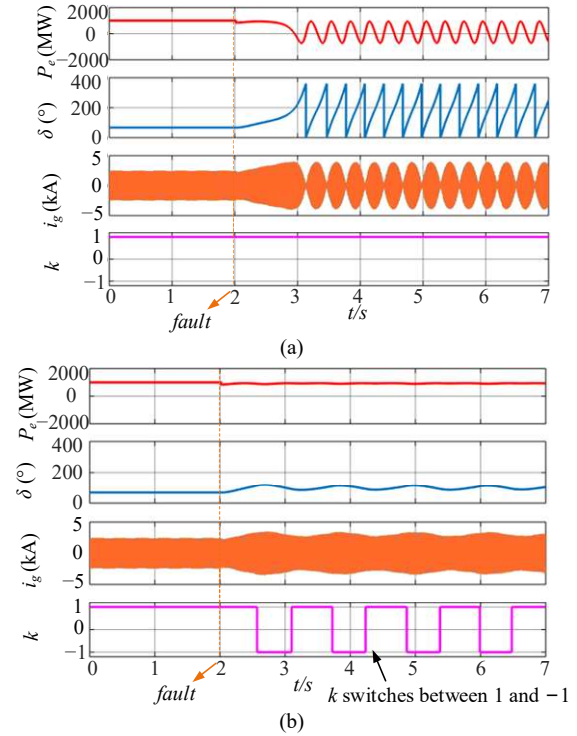 2000
0
−2000
P_e (MW)
400
200
0
δ (°)
5
0
−5
i_g (kA)
1
0
−1
k
0 1 2 3 4 5 6 7
fault
t/s
(a)
2000
0
−2000
P_e (MW)
400
200
0
δ (°)
5
0
−5
i_g (kA)
1
0
−1
k
0 1 2 3 4 5 6 7
fault
t/s
k switches between 1 and −1
(b)